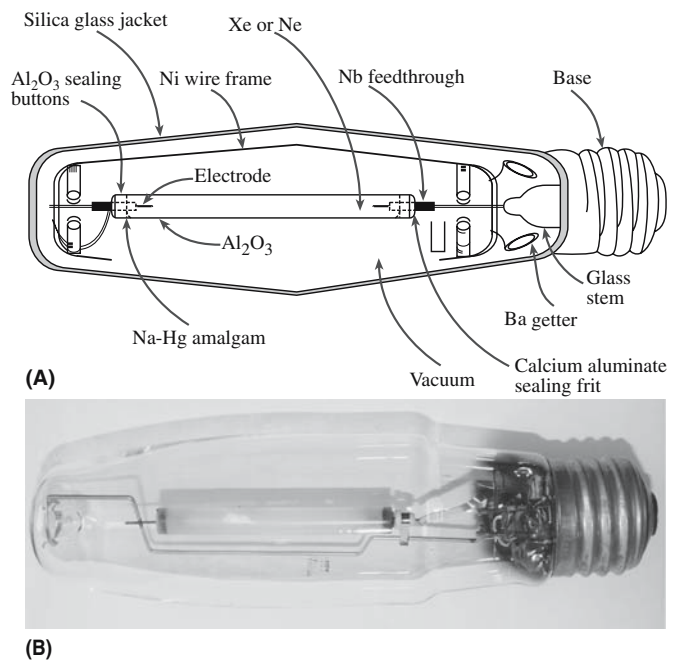 Silica glass jacket
Xe or Ne
Al₂O₃ sealing
buttons
Ni wire frame
Nb feedthrough
Base
Electrode
Al₂O₃
Na-Hg amalgam
Glass
stem
Ba getter
Vacuum
Calcium aluminate
sealing frit
(A)
(B)